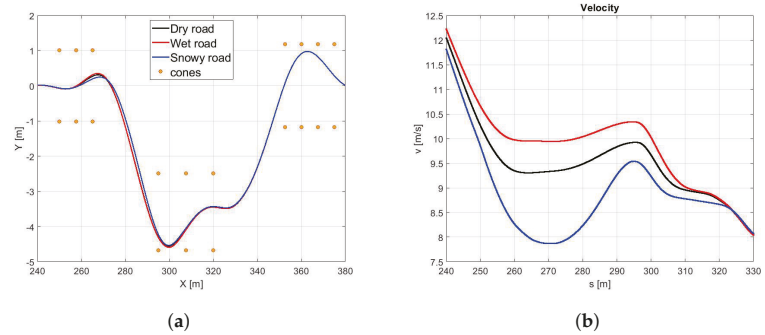 Dry road
Wet road
Snowy road
cones
2
1
0
-1
-2
-3
-4
-5
Y [m]
240 260 280 300 320 340 360 380
X [m]
(a)
Velocity
12.5
12
11.5
11
10.5
10
9.5
9
8.5
8
7.5
v [m/s]
240 250 260 270 280 290 300 310 320 330
s [m]
(b)